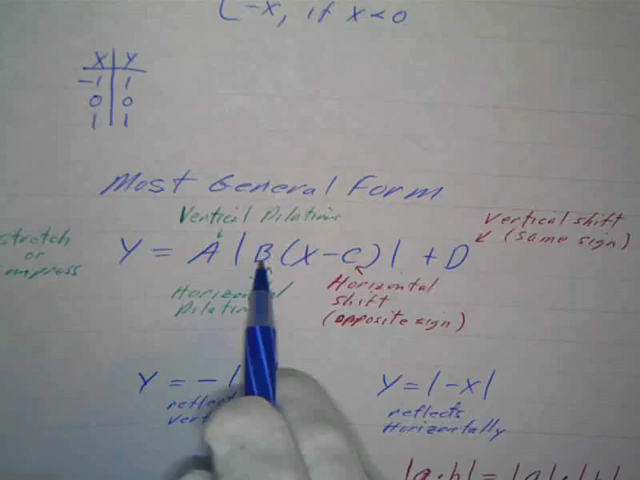 -x, if x<0
X Y
-1 1
0 0
1 1
Most General Form
Vertical Dilation
Vertical shift
(same sign)
stretch
or
compress
Y = A |B(X-C)| + D
Horizontal
Dilation
Horizontal
shift
(opposite sign)
Y = -|
reflects
Y = |-x|
reflects
Horizontally
|a·b| = |a|·|